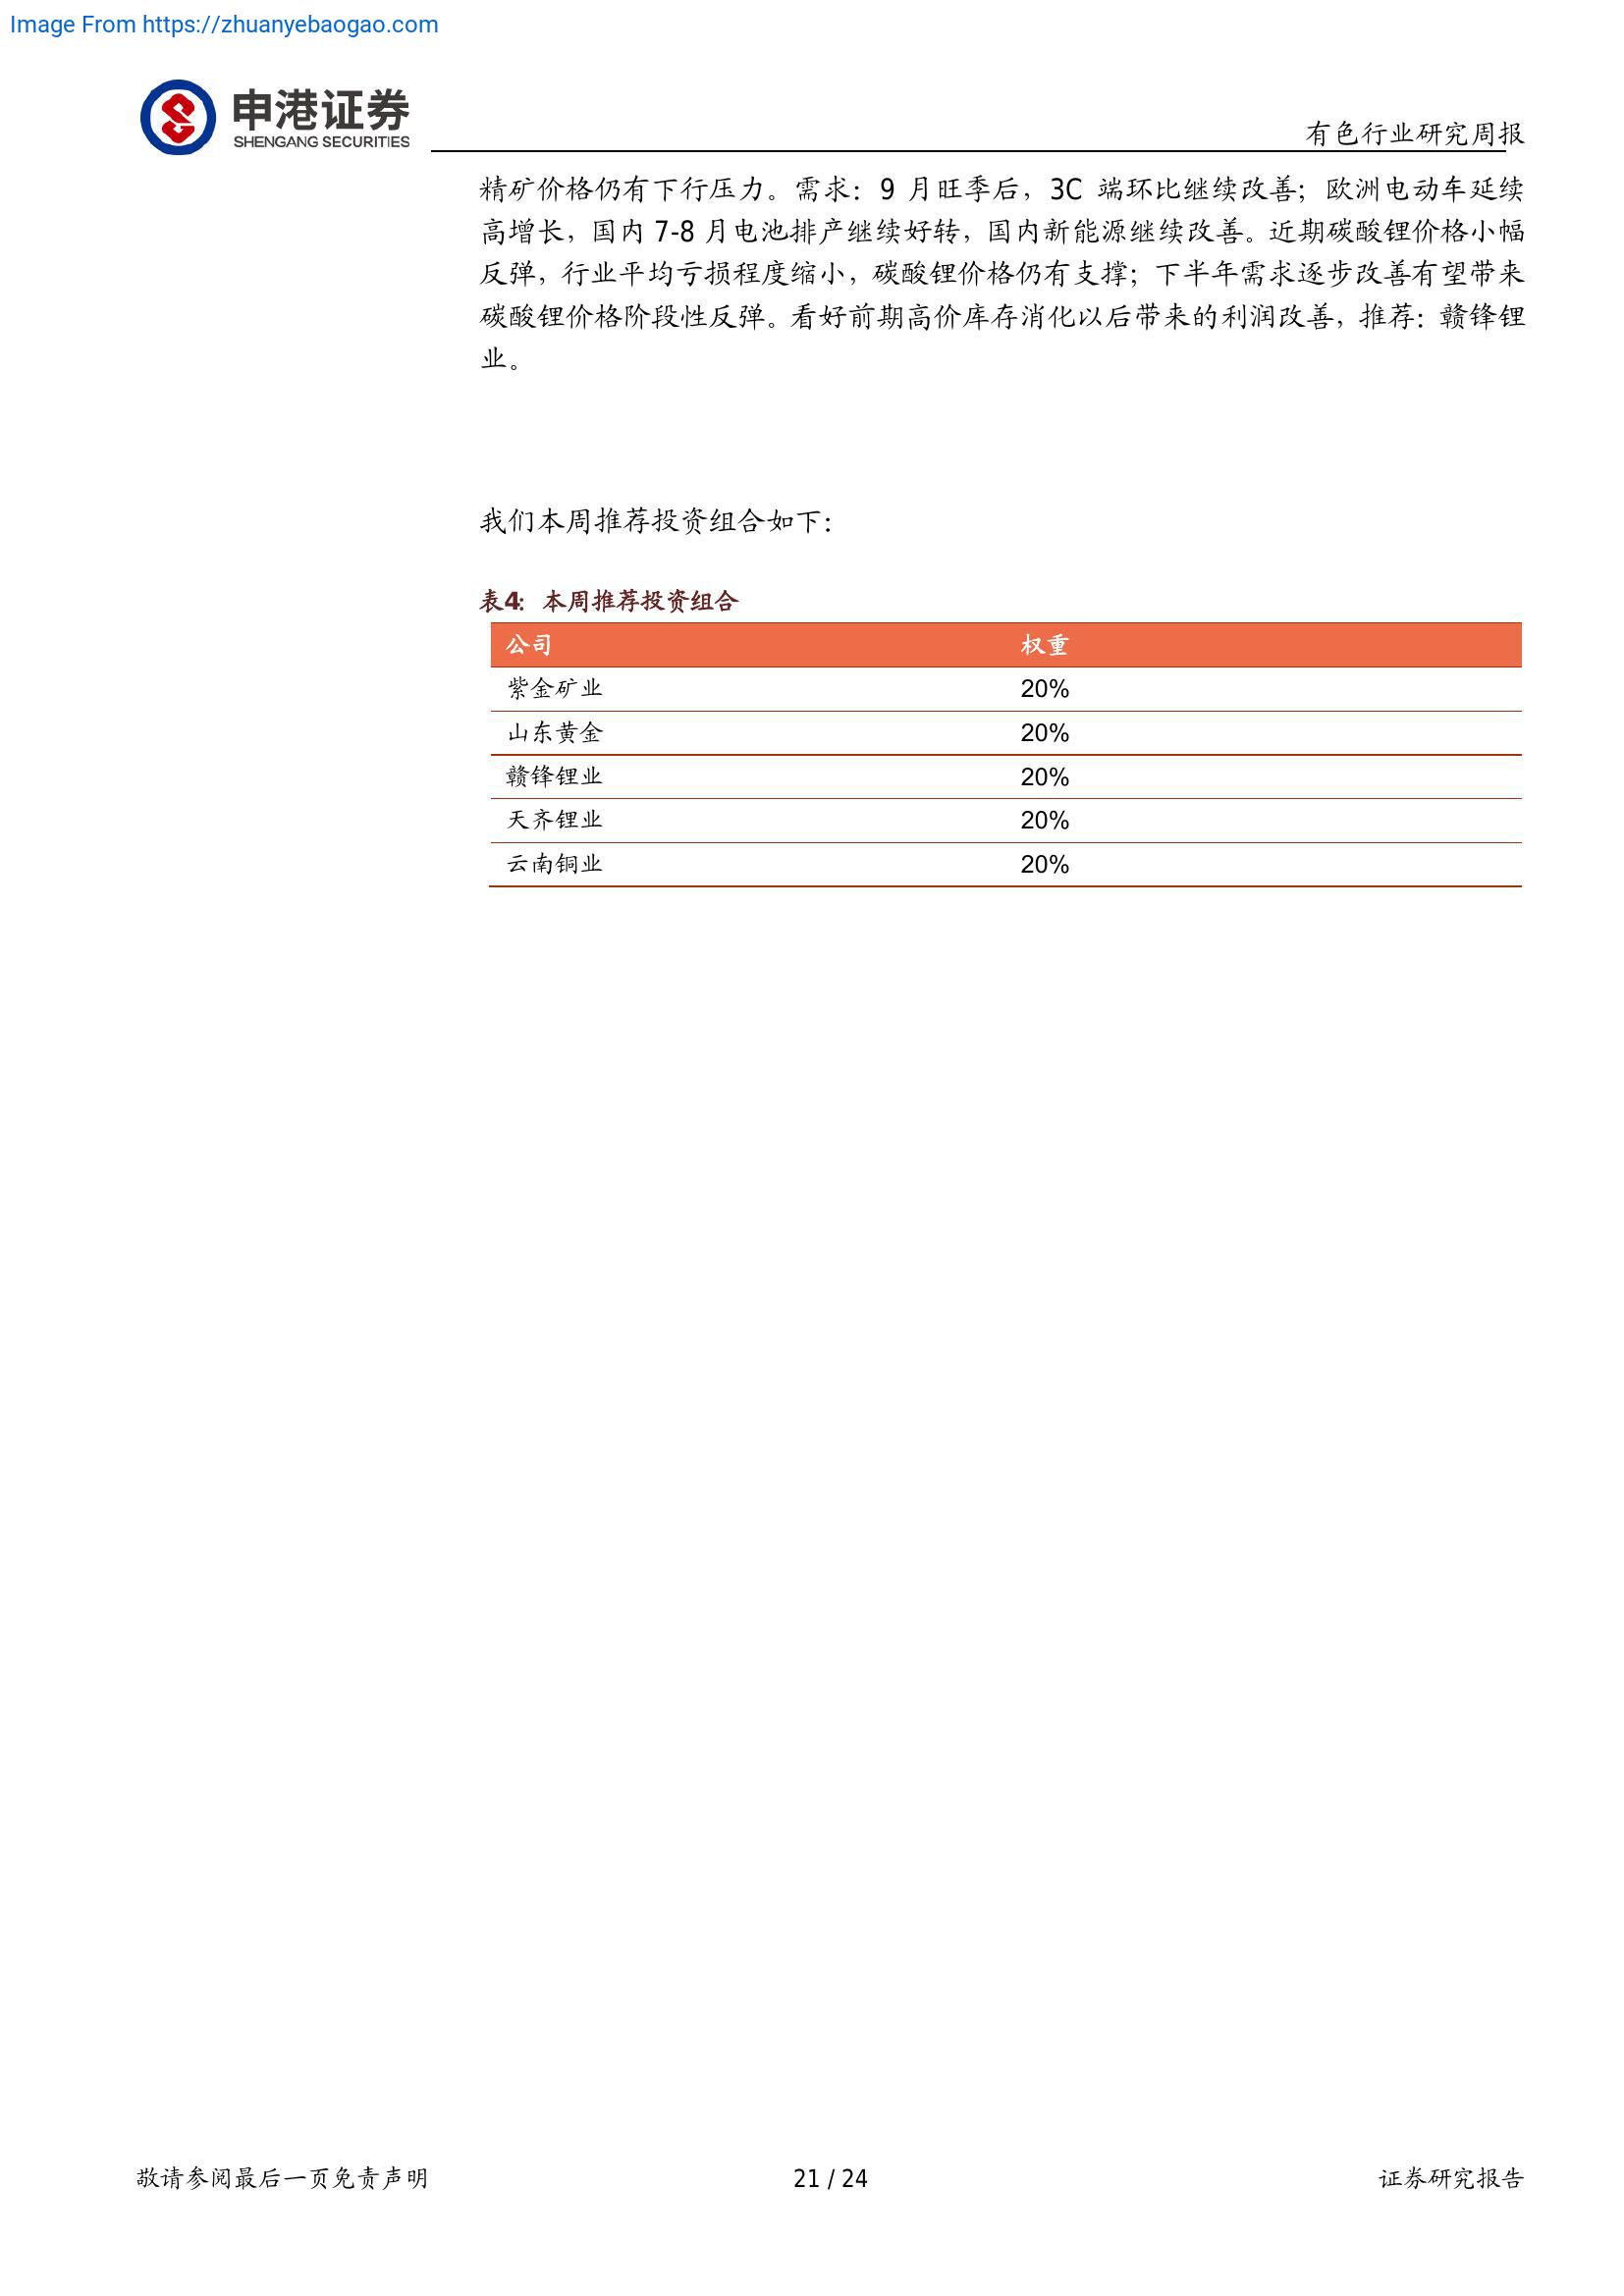 Image From https://zhuanyebaogao.com
申港证券
SHENGANG SECURITIES
有色行业研究周报
精矿价格仍有下行压力。需求：9 月旺季后，3C 端环比继续改善；欧洲电动车延续
高增长，国内 7-8 月电池排产继续好转，国内新能源继续改善。近期碳酸锂价格小幅
反弹，行业平均亏损程度缩小，碳酸锂价格仍有支撑；下半年需求逐步改善有望带来
碳酸锂价格阶段性反弹。看好前期高价库存消化以后带来的利润改善，推荐：赣锋锂
业。
我们本周推荐投资组合如下：
表4： 本周推荐投资组合
公司 权重
紫金矿业 20%
山东黄金 20%
赣锋锂业 20%
天齐锂业 20%
云南铜业 20%
敬请参阅最后一页免责声明 21 / 24 证券研究报告